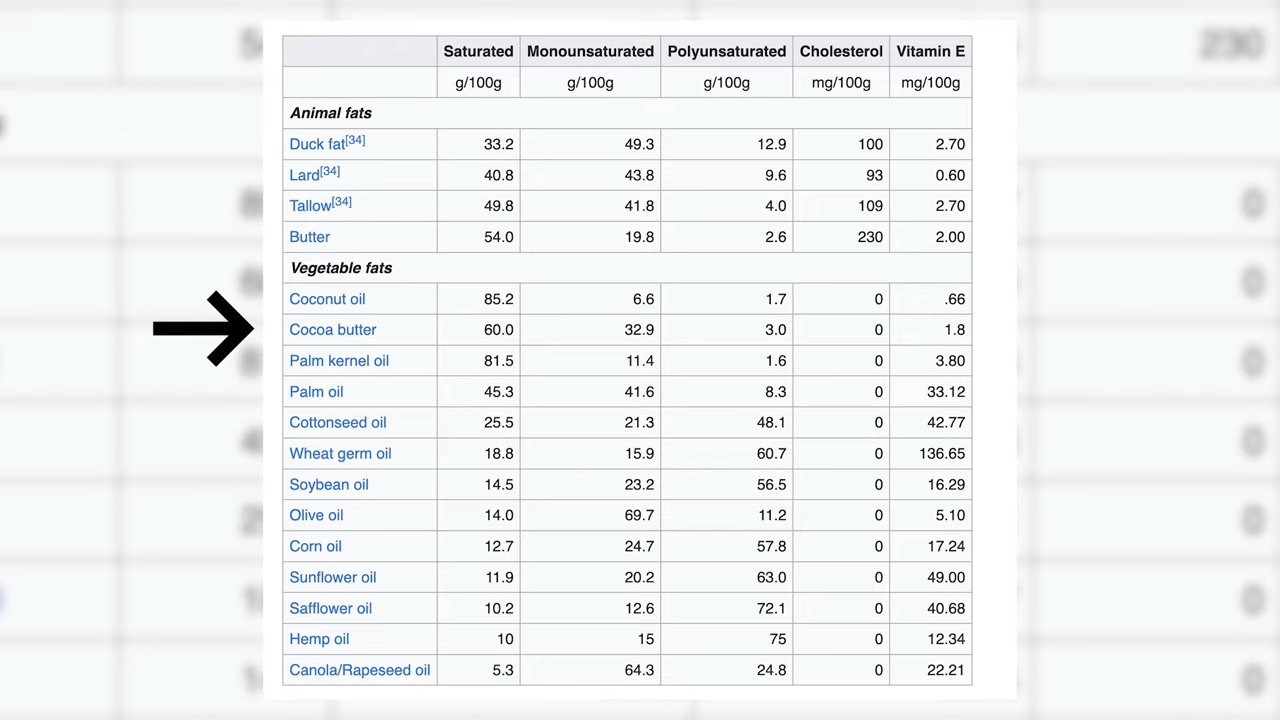 Saturated Monounsaturated Polyunsaturated Cholesterol Vitamin E
g/100g g/100g g/100g mg/100g mg/100g
Animal fats
Duck fat[34] 33.2 49.3 12.9 100 2.70
Lard[34] 40.8 43.8 9.6 93 0.60
Tallow[34] 49.8 41.8 4.0 109 2.70
Butter 54.0 19.8 2.6 230 2.00
Vegetable fats
Coconut oil 85.2 6.6 1.7 0 .66
Cocoa butter 60.0 32.9 3.0 0 1.8
Palm kernel oil 81.5 11.4 1.6 0 3.80
Palm oil 45.3 41.6 8.3 0 33.12
Cottonseed oil 25.5 21.3 48.1 0 42.77
Wheat germ oil 18.8 15.9 60.7 0 136.65
Soybean oil 14.5 23.2 56.5 0 16.29
Olive oil 14.0 69.7 11.2 0 5.10
Corn oil 12.7 24.7 57.8 0 17.24
Sunflower oil 11.9 20.2 63.0 0 49.00
Safflower oil 10.2 12.6 72.1 0 40.68
Hemp oil 10 15 75 0 12.34
Canola/Rapeseed oil 5.3 64.3 24.8 0 22.21